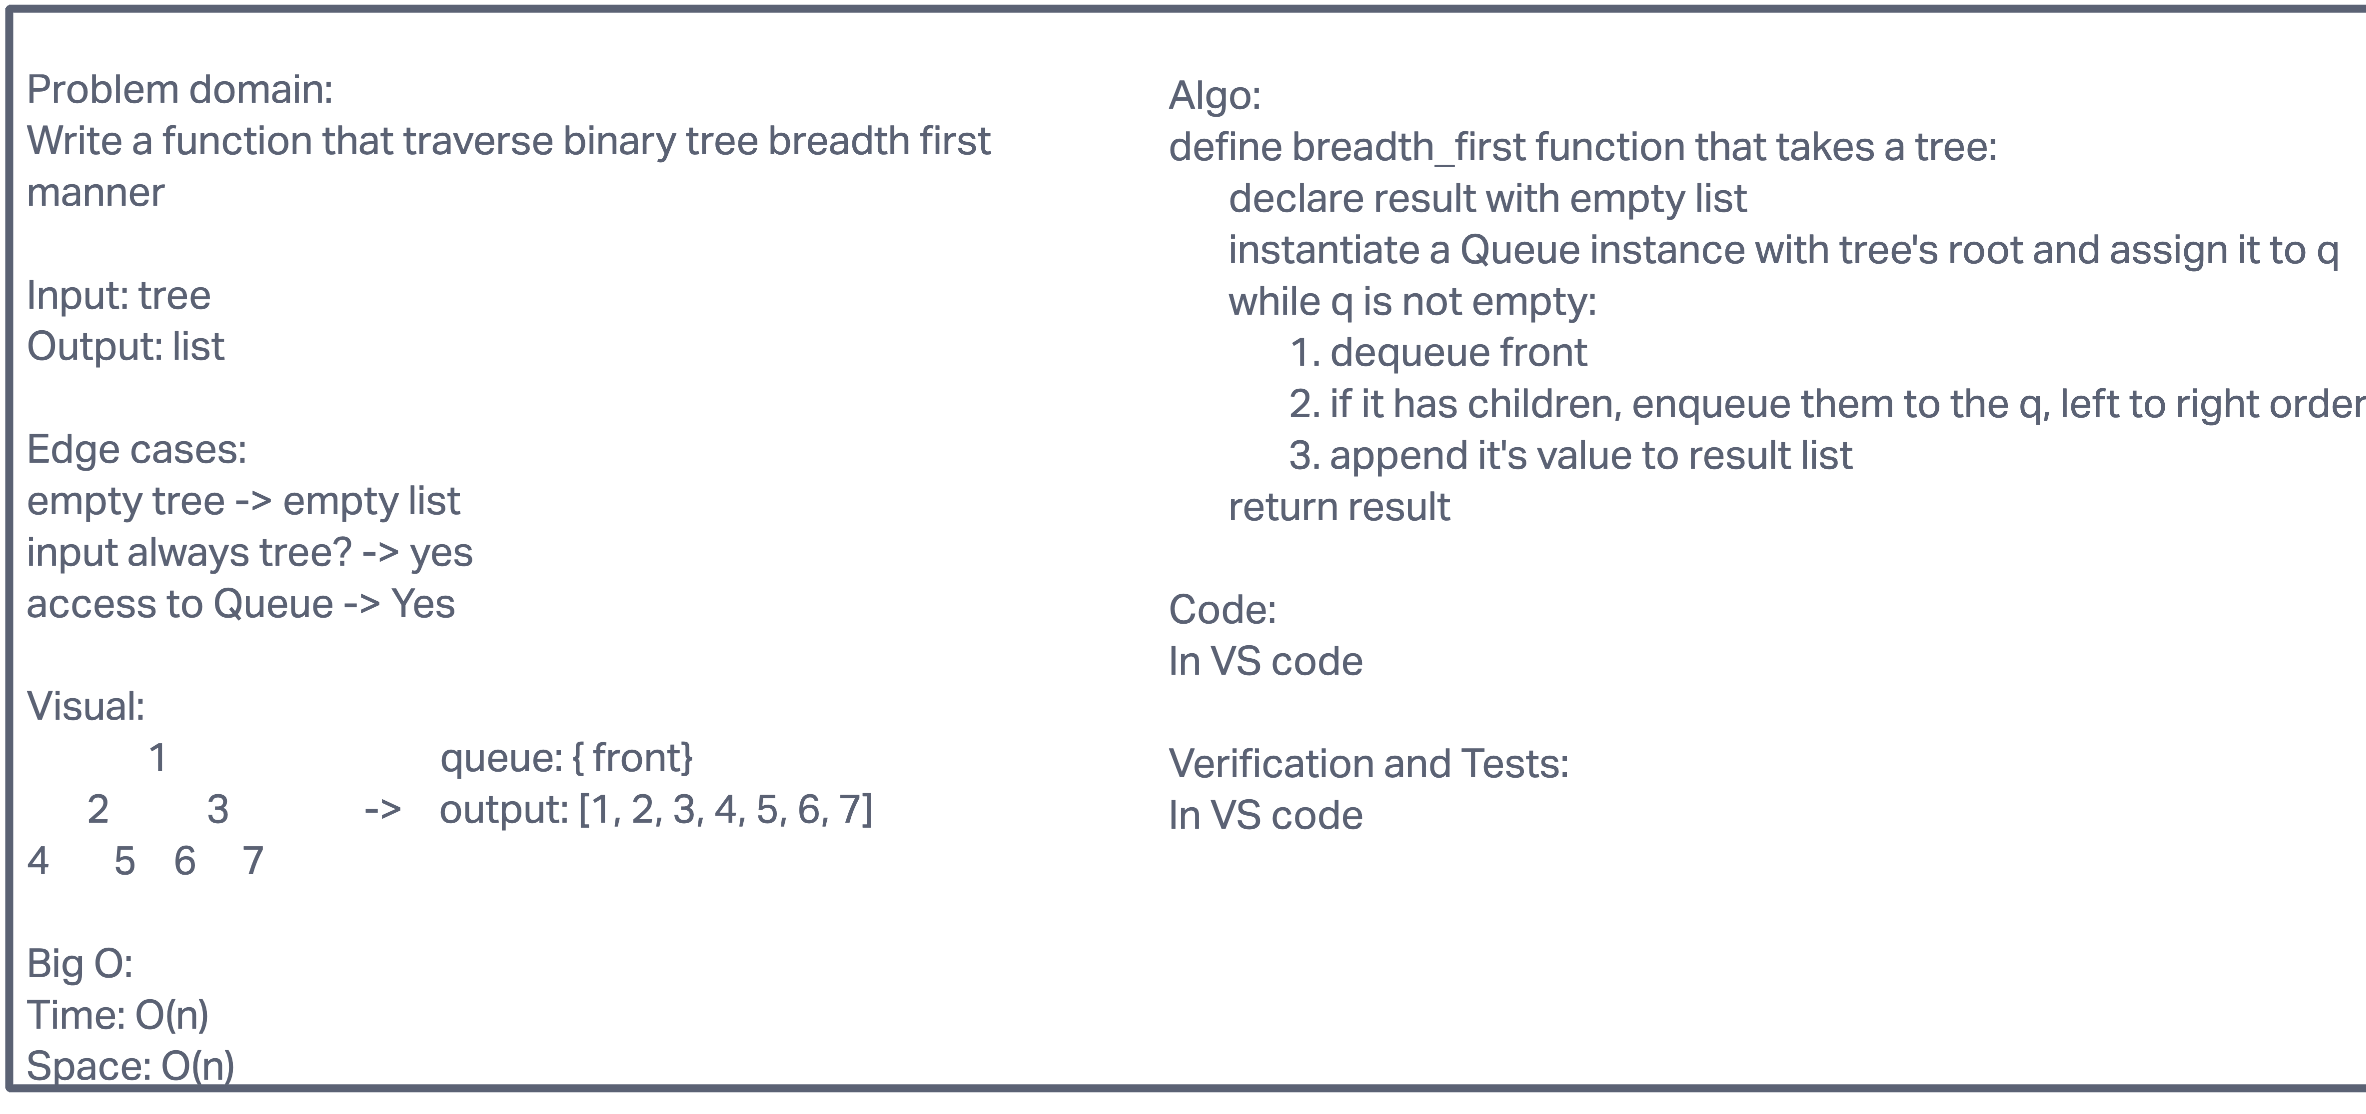 Problem domain:
Write a function that traverse binary tree breadth first
manner
Input: tree
Output: list
Edge cases:
empty tree -> empty list
input always tree? -> yes
access to Queue -> Yes
Visual:
1 queue: { front}
2 3 -> output: [1, 2, 3, 4, 5, 6, 7]
4 5 6 7
Big O:
Time: O(n)
Space: O(n)
Algo:
define breadth_first function that takes a tree:
declare result with empty list
instantiate a Queue instance with tree's root and assign it to q
while q is not empty:
1. dequeue front
2. if it has children, enqueue them to the q, left to right order
3. append it's value to result list
return result
Code:
In VS code
Verification and Tests:
In VS code